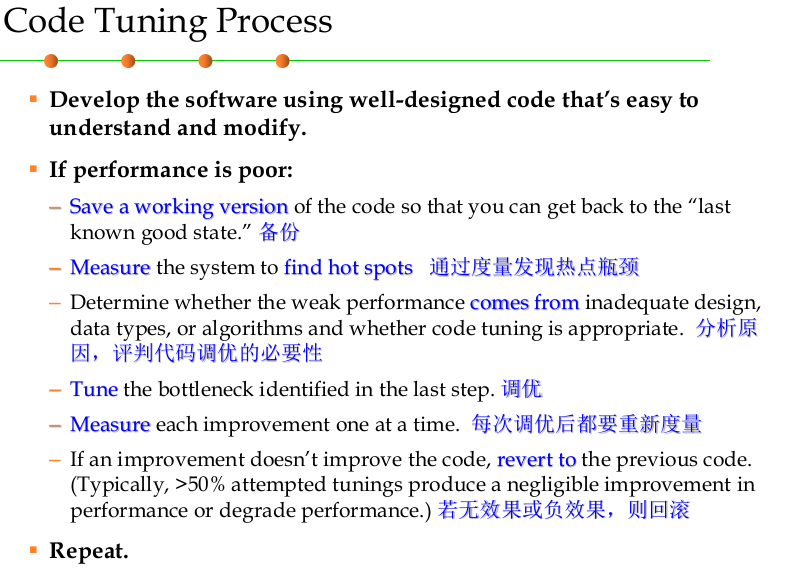 Code Tuning Process
▪ Develop the software using well-designed code that’s easy to
understand and modify.
▪ If performance is poor:
– Save a working version of the code so that you can get back to the “last
known good state.” 备份
– Measure the system to find hot spots 通过度量发现热点瓶颈
– Determine whether the weak performance comes from inadequate design,
data types, or algorithms and whether code tuning is appropriate. 分析原
因，评判代码调优的必要性
– Tune the bottleneck identified in the last step. 调优
– Measure each improvement one at a time. 每次调优后都要重新度量
– If an improvement doesn’t improve the code, revert to the previous code.
(Typically, >50% attempted tunings produce a negligible improvement in
performance or degrade performance.) 若无效果或负效果，则回滚
▪ Repeat.